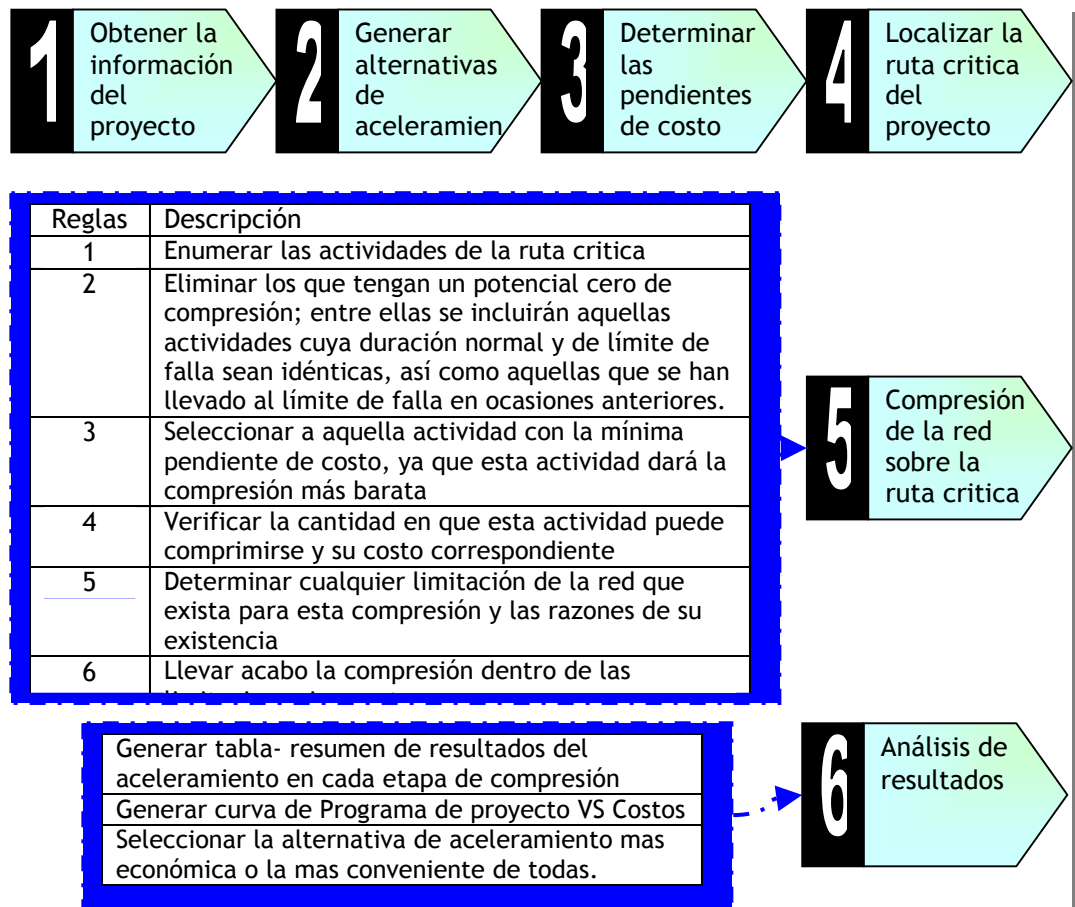 1
Obtener la
información
del
proyecto
2
Generar
alternativas
de
aceleramien
3
Determinar
las
pendientes
de costo
4
Localizar la
ruta critica
del
proyecto
Reglas Descripción
1 Enumerar las actividades de la ruta critica
2 Eliminar los que tengan un potencial cero de
compresión; entre ellas se incluirán aquellas
actividades cuya duración normal y de límite de
falla sean idénticas, así como aquellas que se han
llevado al límite de falla en ocasiones anteriores.
3 Seleccionar a aquella actividad con la mínima
pendiente de costo, ya que esta actividad dará la
compresión más barata
4 Verificar la cantidad en que esta actividad puede
comprimirse y su costo correspondiente
5 Determinar cualquier limitación de la red que
exista para esta compresión y las razones de su
existencia
6 Llevar acabo la compresión dentro de las
5
Compresión
de la red
sobre la
ruta critica
Generar tabla- resumen de resultados del
aceleramiento en cada etapa de compresión
Generar curva de Programa de proyecto VS Costos
Seleccionar la alternativa de aceleramiento mas
económica o la mas conveniente de todas.
6
Análisis de
resultados